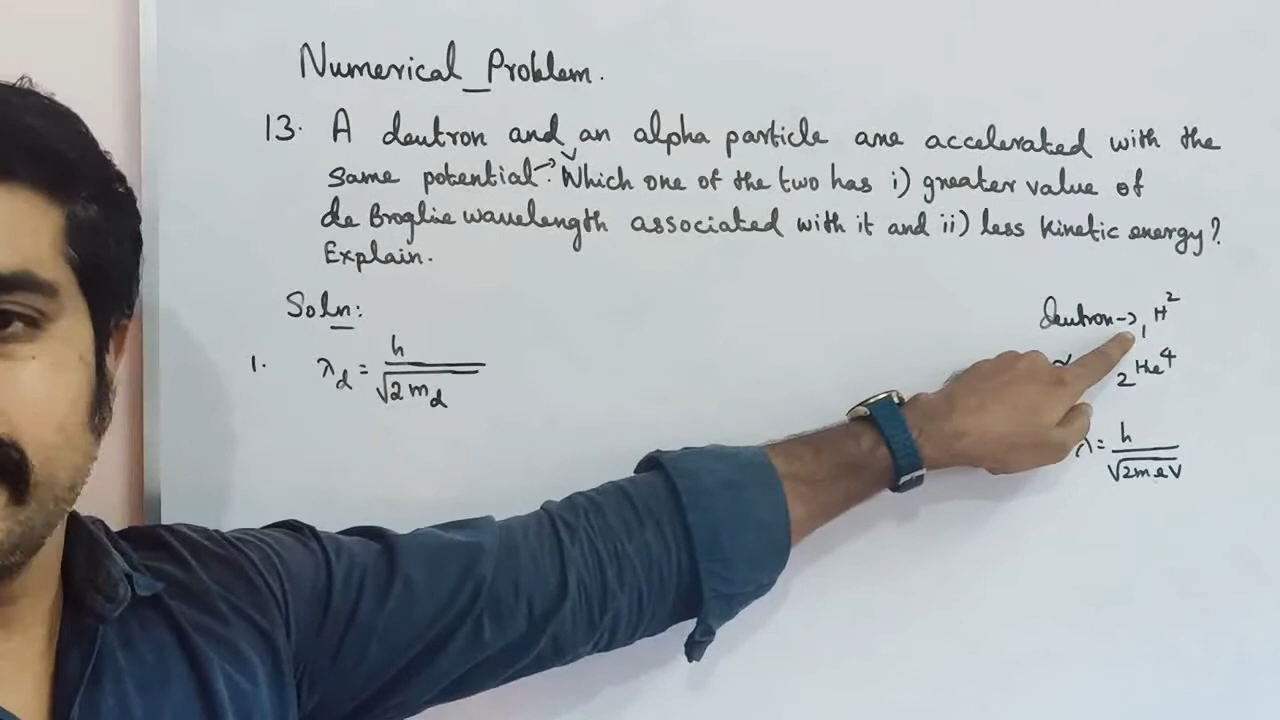 Numerical Problem.
13. A deutron and an alpha particle are accelerated with the
same potential → V. Which one of the two has i) greater value of
de Broglie wavelength associated with it and ii) less Kinetic energy?
Explain.
Soln:
Deutron → ₁H²
₂He⁴
1. λd = h / √2md
λ = h / √2meV